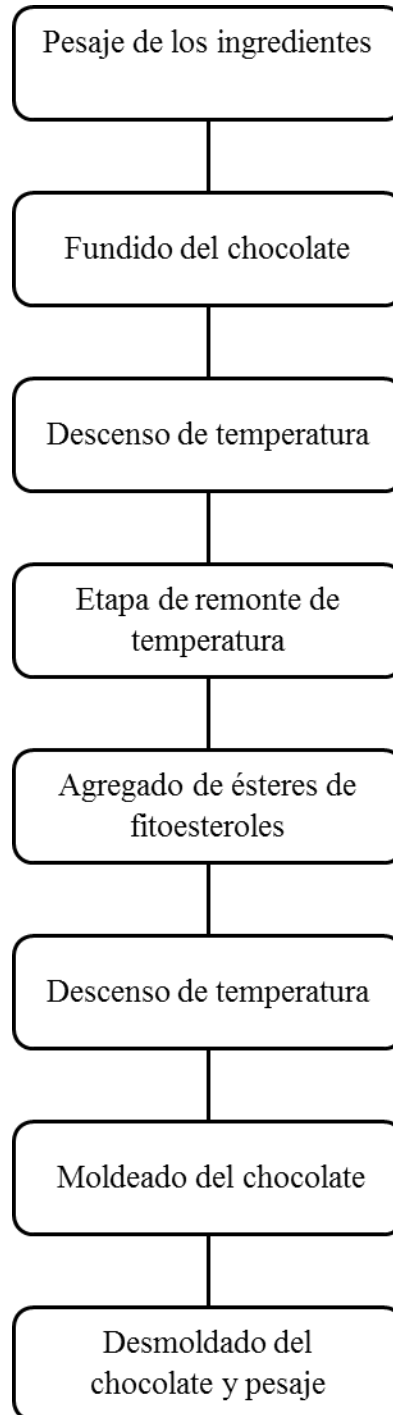 Pesaje de los ingredientes
Fundido del chocolate
Descenso de temperatura
Etapa de remonte de
temperatura
Agregado de ésteres de
fitoesteroles
Descenso de temperatura
Moldeado del chocolate
Desmoldado del
chocolate y pesaje